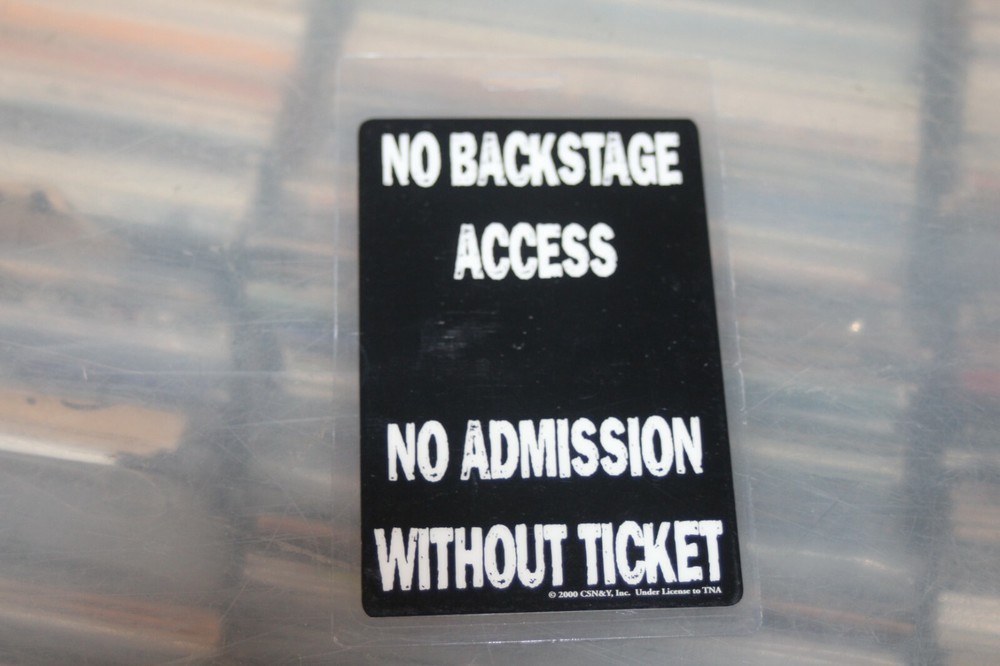 NO BACKSTAGE
ACCESS
NO ADMISSION
WITHOUT TICKET
© 2000 CSN&Y, Inc. Under License to TNA